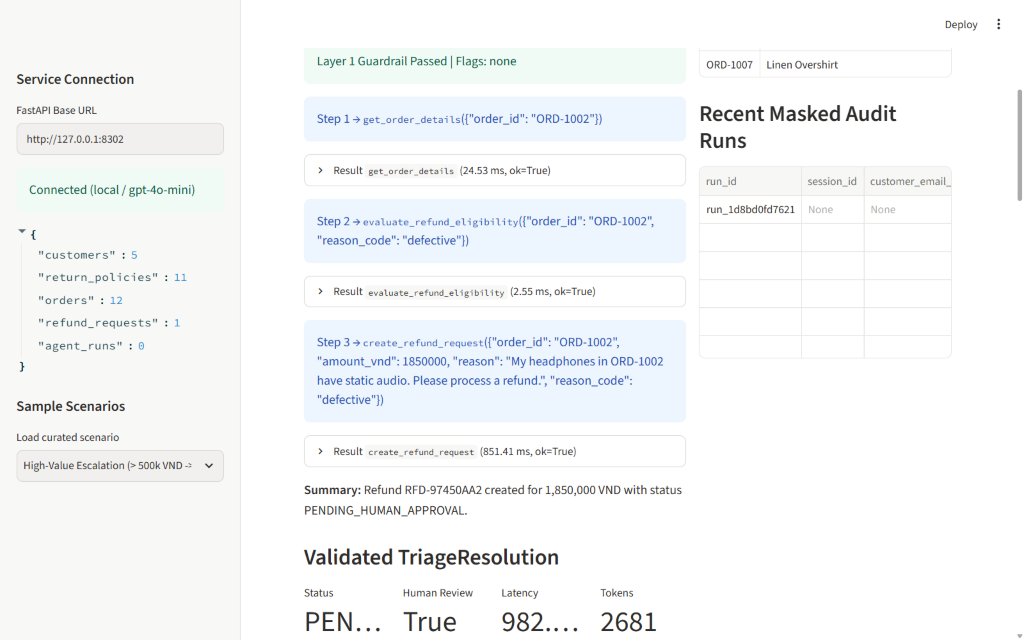 Deploy
Service Connection
FastAPI Base URL
http://127.0.0.1:8302
Connected (local / gpt-4o-mini)
{
"customers" : 5
"return_policies" : 11
"orders" : 12
"refund_requests" : 1
"agent_runs" : 0
}
Sample Scenarios
Load curated scenario
High-Value Escalation (> 500k VND ->
Layer 1 Guardrail Passed | Flags: none
Step 1 → get_order_details({"order_id": "ORD-1002"})
Result get_order_details (24.53 ms, ok=True)
Step 2 → evaluate_refund_eligibility({"order_id": "ORD-1002",
"reason_code": "defective"})
Result evaluate_refund_eligibility (2.55 ms, ok=True)
Step 3 → create_refund_request({"order_id": "ORD-1002",
"amount_vnd": 1850000, "reason": "My headphones in ORD-1002
have static audio. Please process a refund.", "reason_code":
"defective"})
Result create_refund_request (851.41 ms, ok=True)
Summary: Refund RFD-97450AA2 created for 1,850,000 VND with status
PENDING_HUMAN_APPROVAL.
Validated TriageResolution
Status Human Review Latency Tokens
PEN… True 982.… 2681
ORD-1007 Linen Overshirt
Recent Masked Audit
Runs
run_id session_id customer_email_
run_1d8bd0fd7621 None None